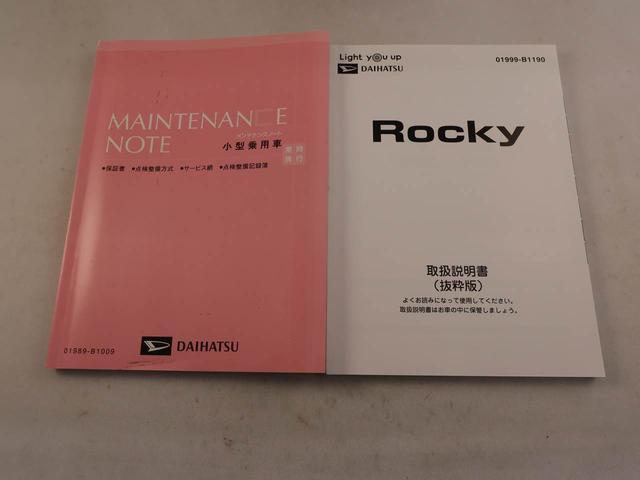 MAINTENAN□E
NOTE
メンテナンスノート
小型乗用車
•保証書 •点検整備方式 •サービス網 •点検整備記録簿
01989-B1009
DAIHATSU
Light you up
DAIHATSU
01999-B1190
Rocky
取扱説明書
(抜粋版)
よくお読みになって使用してください。
取扱説明書はお車の中に保管しましょう。